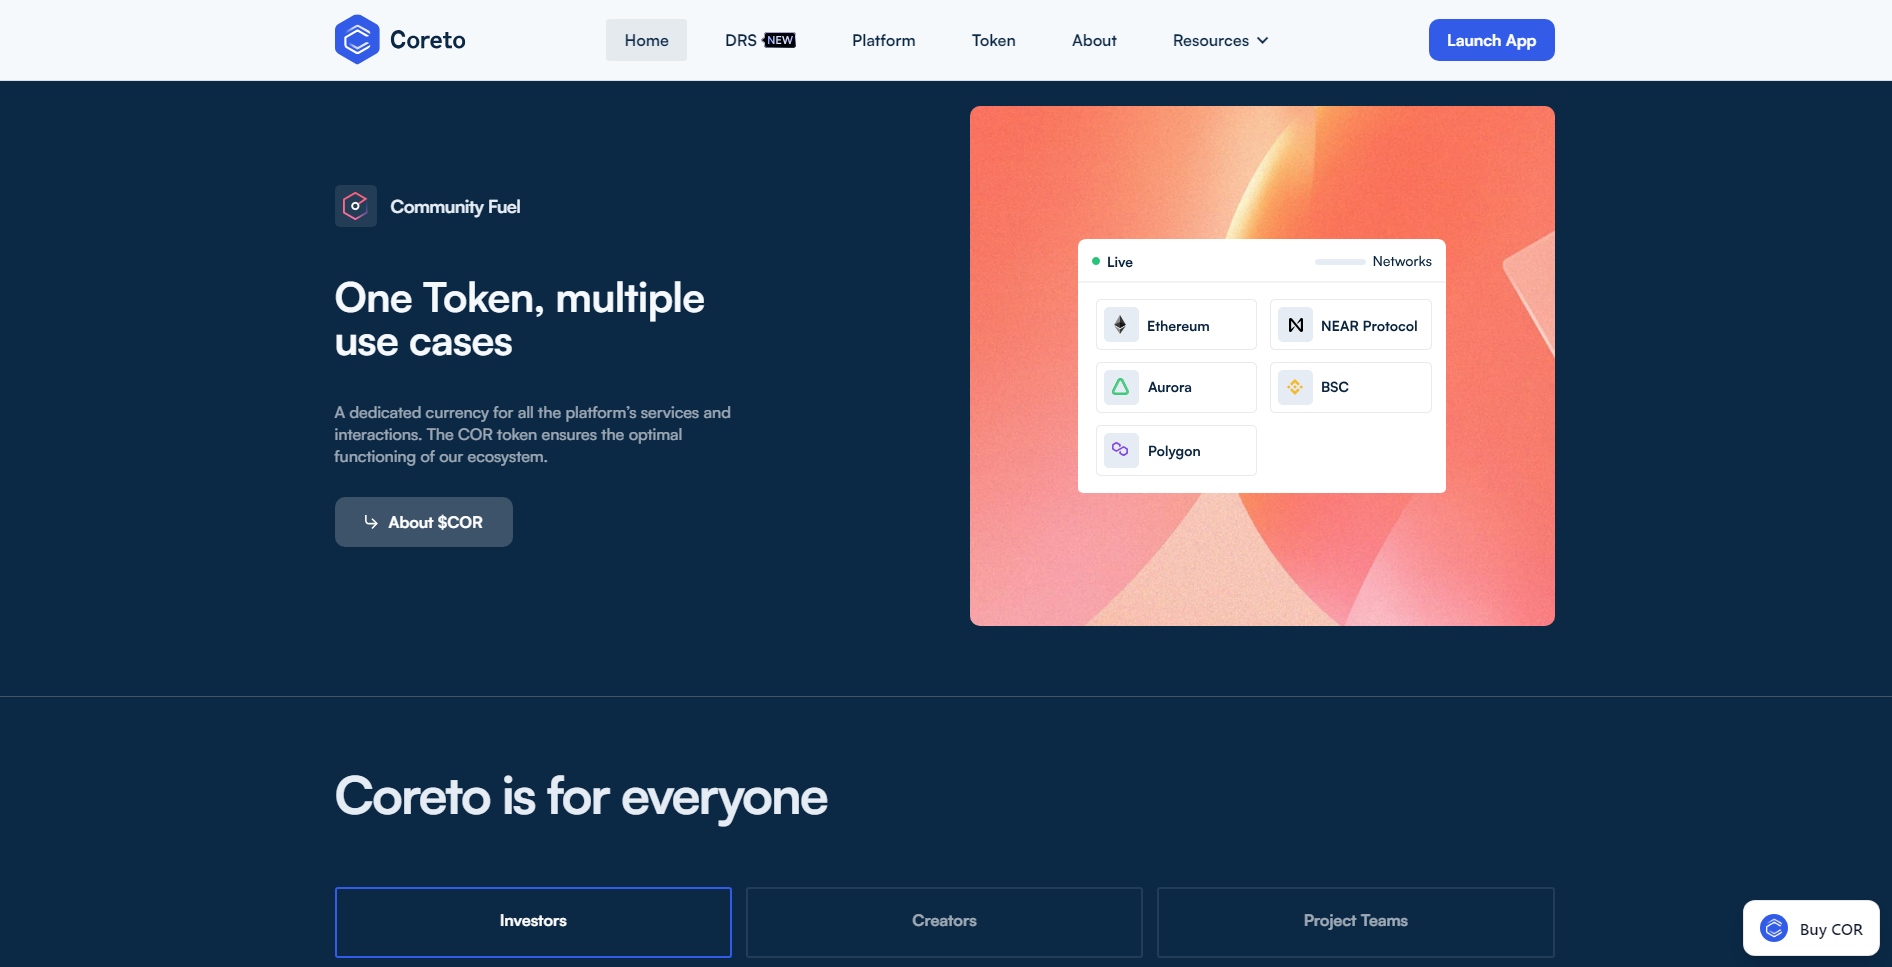 Coreto
Home
DRS NEW
Platform
Token
About
Resources
Launch App
Community Fuel
One Token, multiple
use cases
A dedicated currency for all the platform's services and
interactions. The COR token ensures the optimal
functioning of our ecosystem.
About $COR
Live
Networks
Ethereum
NEAR Protocol
Aurora
BSC
Polygon
Coreto is for everyone
Investors
Creators
Project Teams
Buy COR